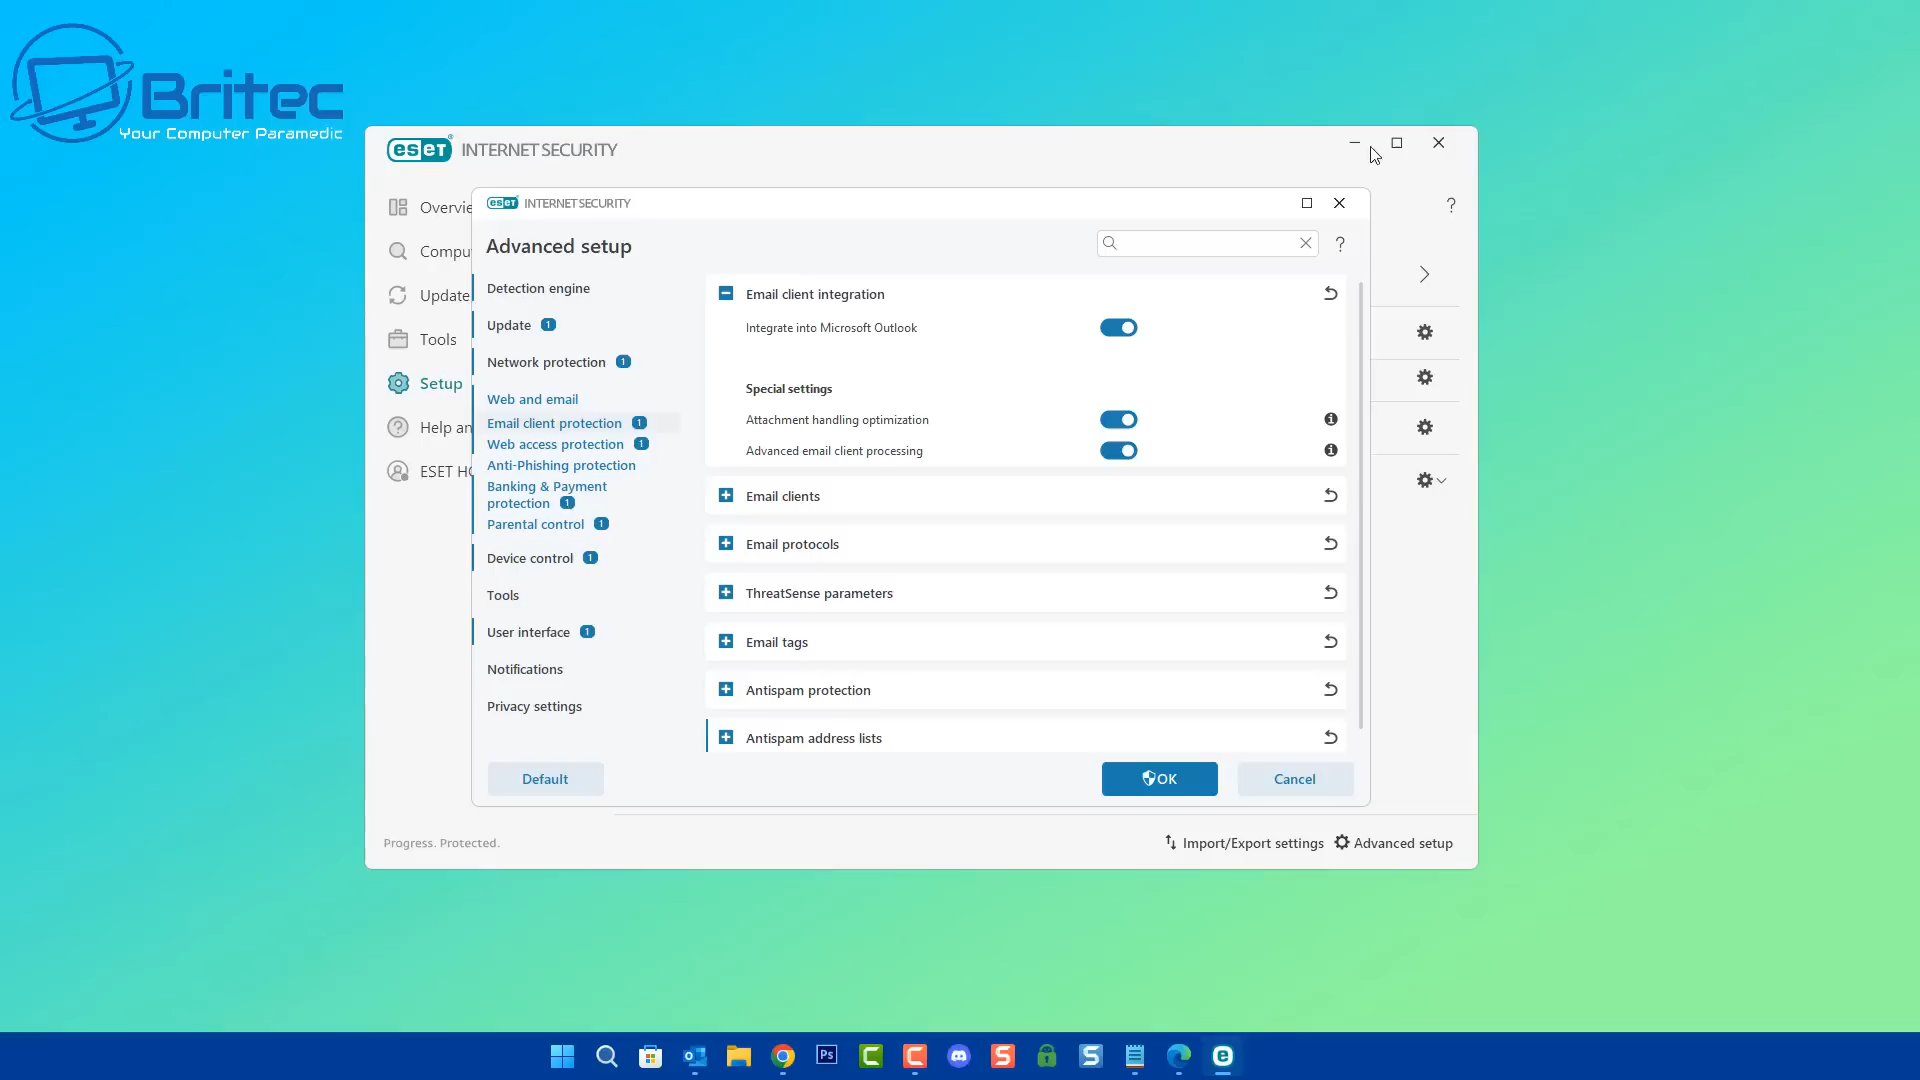 Britec
Your Computer Paramedic
eseT INTERNET SECURITY
Overvie
Compu
Update
Tools
Setup
Help an
ESET HO
eseT INTERNET SECURITY
Advanced setup
?
?
Detection engine
Update 1
Network protection 1
Web and email
Email client protection 1
Web access protection 1
Anti-Phishing protection
Banking & Payment
protection 1
Parental control 1
Device control 1
Tools
User interface 1
Notifications
Privacy settings
Email client integration
Integrate into Microsoft Outlook
Special settings
Attachment handling optimization
Advanced email client processing
Email clients
Email protocols
ThreatSense parameters
Email tags
Antispam protection
Antispam address lists
Default
OK
Cancel
Progress. Protected.
Import/Export settings
Advanced setup
Ps